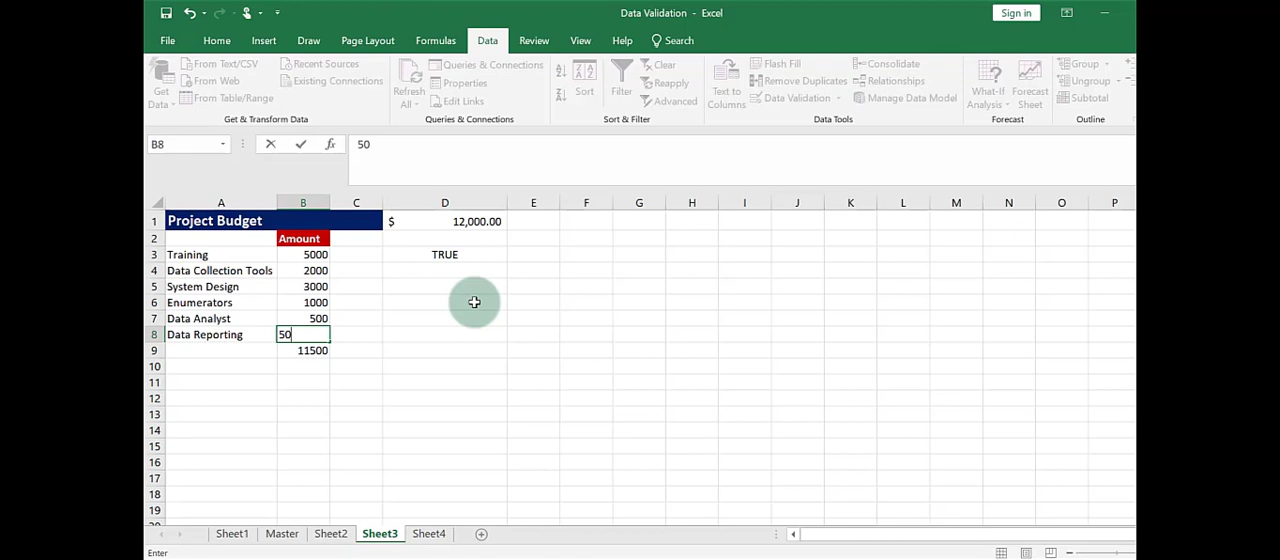 Data Validation - Excel
Sign in
File Home Insert Draw Page Layout Formulas Data Review View Help Search
Get Data
From Text/CSV
From Web
From Table/Range
Recent Sources
Existing Connections
Get & Transform Data
Refresh All
Queries & Connections
Properties
Edit Links
Queries & Connections
Sort
Filter
Clear
Reapply
Advanced
Sort & Filter
Text to Columns
Flash Fill
Remove Duplicates
Data Validation
Consolidate
Relationships
Manage Data Model
Data Tools
What-If Analysis
Forecast Sheet
Forecast
Group
Ungroup
Subtotal
Outline
B8 fx 50
A B C D E F G H I J K L M N O P
1 Project Budget $ 12,000.00
2 Amount
3 Training 5000 TRUE
4 Data Collection Tools 2000
5 System Design 3000
6 Enumerators 1000
7 Data Analyst 500
8 Data Reporting 50
9 11500
10
11
12
13
14
15
16
17
18
19
Sheet1 Master Sheet2 Sheet3 Sheet4
Enter